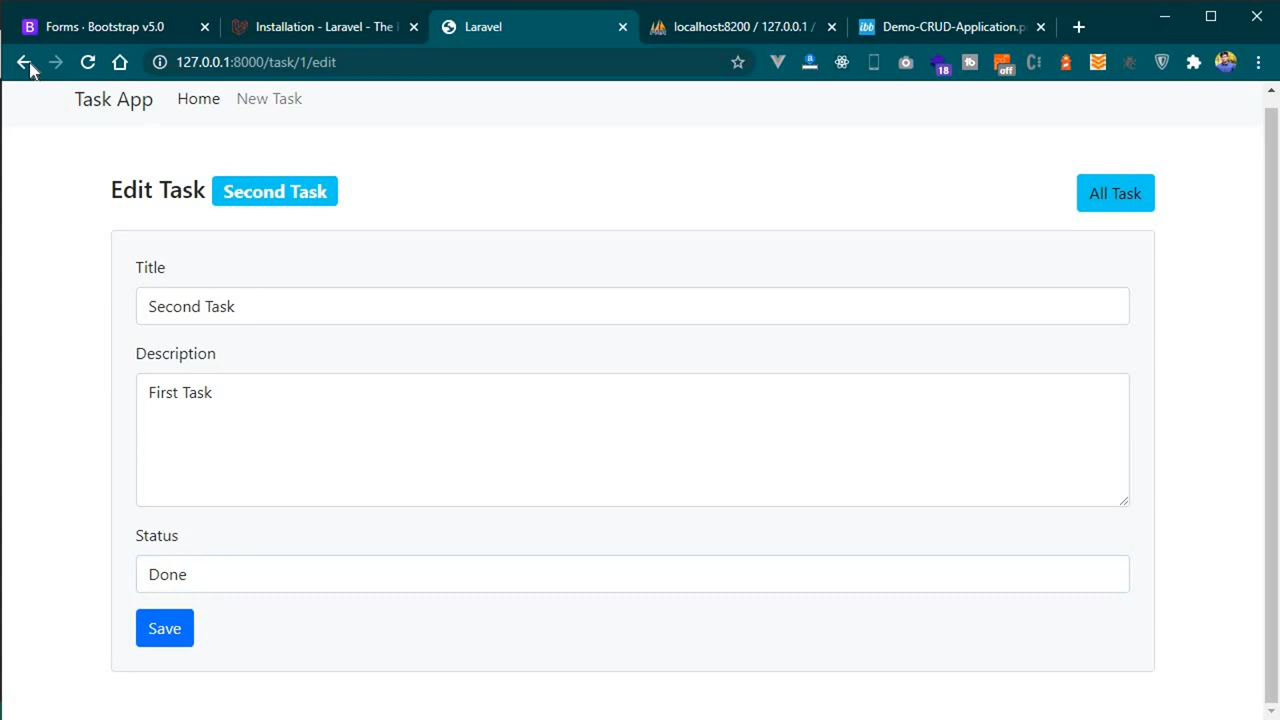 Forms · Bootstrap v5.0
Installation - Laravel - The
Laravel
localhost:8200 / 127.0.0.1 /
Demo-CRUD-Application.p
127.0.0.1:8000/task/1/edit
18
off
Task App Home New Task
Edit Task Second Task
All Task
Title
Second Task
Description
First Task
Status
Done
Save